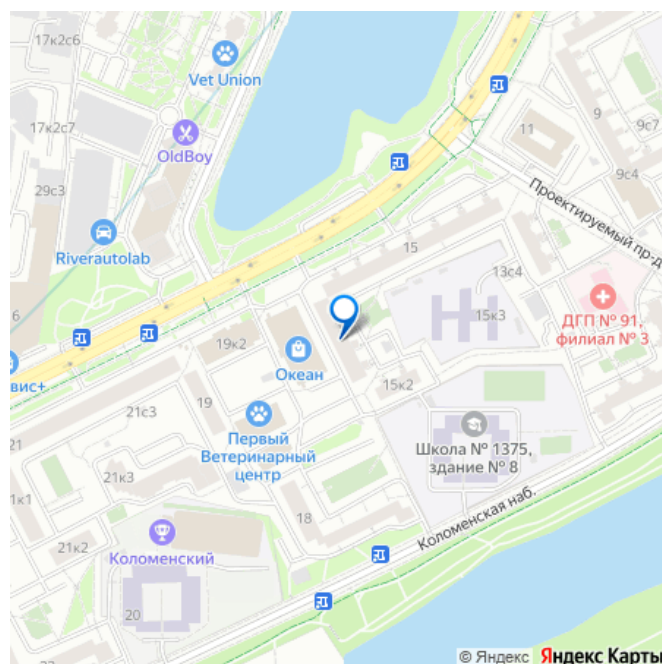 17к2с6
Vet Union
17к2с7
OldBoy
29с3
Riverautolab
6
11
9
9с7
9с4
Проектируемый пр-д
15
13с4
15к3
ДГП № 91,
филиал № 3
19к2
Океан
вис+
21с3
19
15к2
Первый
Ветеринарный
центр
Школа № 1375,
здание № 8
21к3
1к1
18
Коломенская наб.
21к2
Коломенский
20
© Яндекс Яндекс Карты